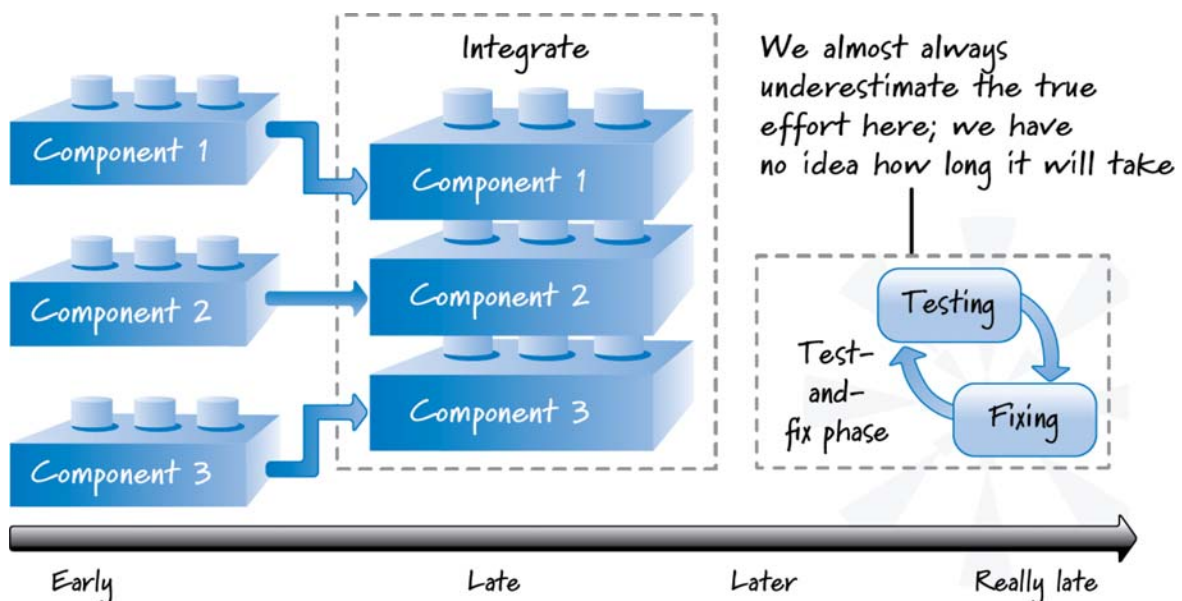 Integrate
We almost always
underestimate the true
effort here; we have
no idea how long it will take
Component 1
Component 2
Component 3
Component 1
Component 2
Component 3
Testing
Test-
and-
fix phase
Fixing
Early
Late
Later
Really late